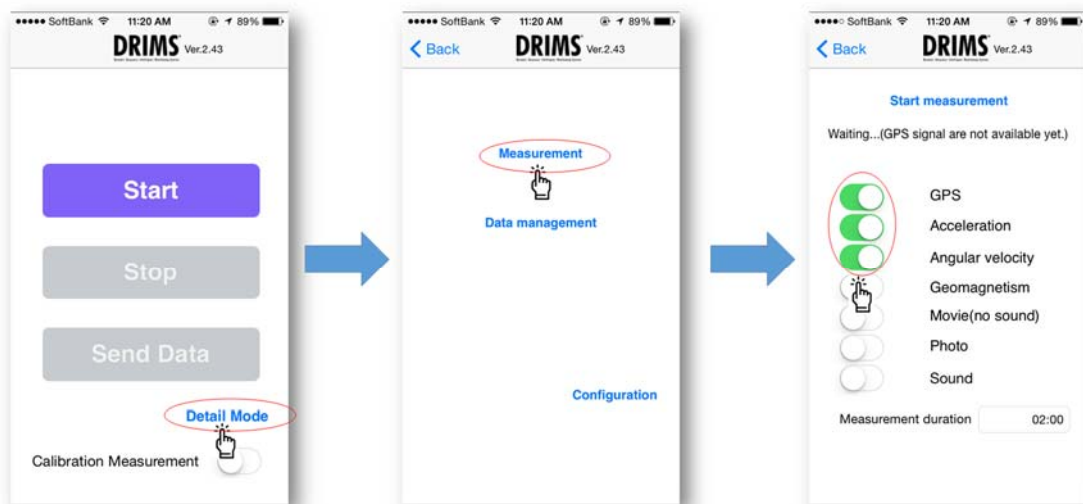 SoftBank 11:20 AM 89%
DRIMS Ver.2.43
Start
Stop
Send Data
Detail Mode
Calibration Measurement
SoftBank 11:20 AM 89%
Back DRIMS Ver.2.43
Measurement
Data management
Configuration
SoftBank 11:20 AM 89%
Back DRIMS Ver.2.43
Start measurement
Waiting...(GPS signal are not available yet.)
GPS
Acceleration
Angular velocity
Geomagnetism
Movie(no sound)
Photo
Sound
Measurement duration 02:00